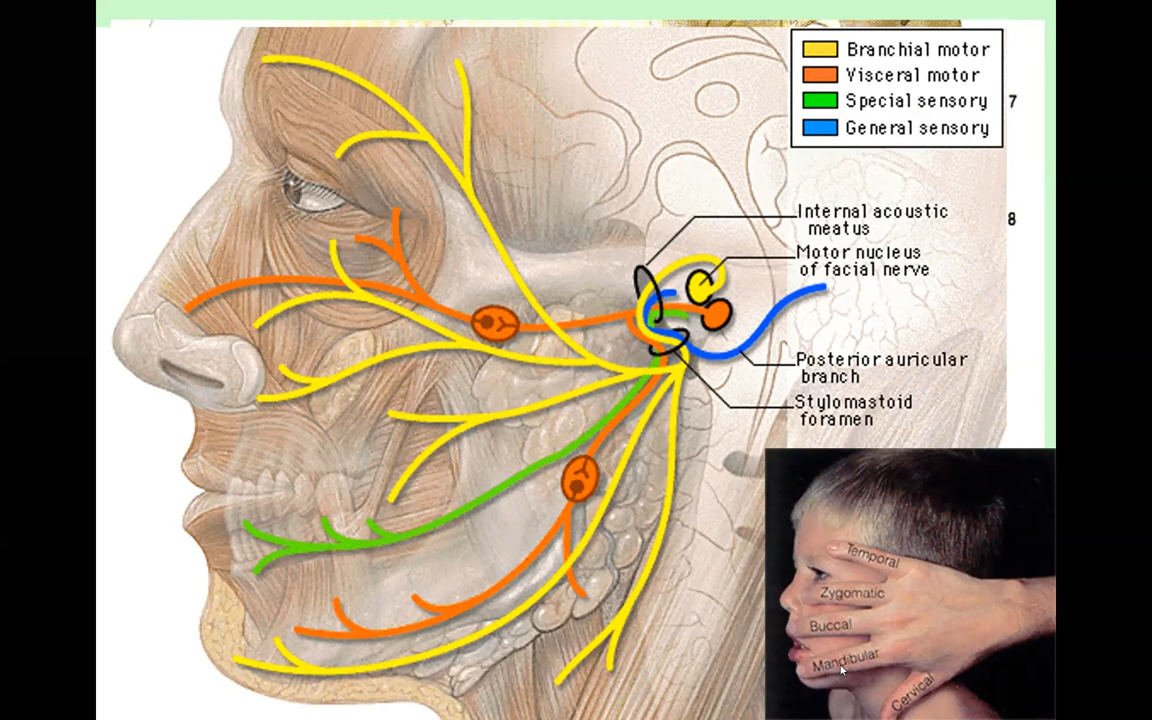 Branchial motor
Visceral motor
Special sensory
General sensory
7
8
Internal acoustic
meatus
Motor nucleus
of facial nerve
Posterior auricular
branch
Stylomastoid
foramen
Temporal
Zygomatic
Buccal
Mandibular
Cervical